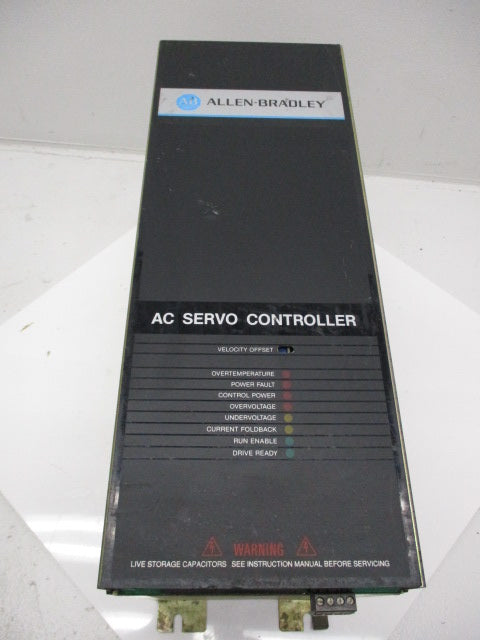 AB ALLEN-BRADLEY
AC SERVO CONTROLLER
VELOCITY OFFSET
OVERTEMPERATURE
POWER FAULT
CONTROL POWER
OVERVOLTAGE
UNDERVOLTAGE
CURRENT FOLDBACK
RUN ENABLE
DRIVE READY
WARNING
LIVE STORAGE CAPACITORS SEE INSTRUCTION MANUAL BEFORE SERVICING